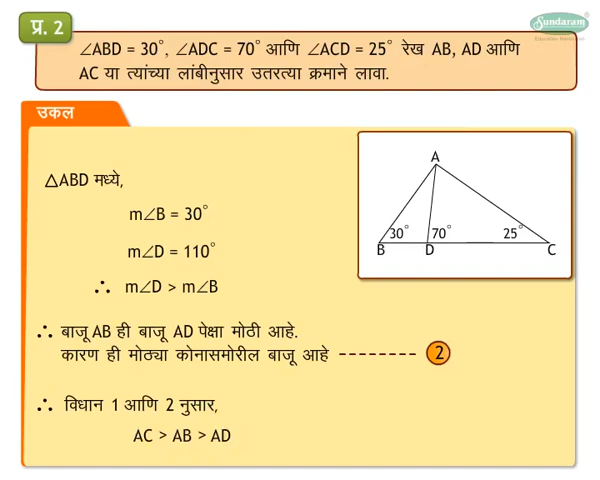 प्र. 2
Sundaram
∠ABD = 30°, ∠ADC = 70° आणि ∠ACD = 25° रेख AB, AD आणि
AC या त्यांच्या लांबीनुसार उतरत्या क्रमाने लावा.
उकल
△ABD मध्ये,
m∠B = 30°
m∠D = 110°
∴ m∠D > m∠B
∴ बाजू AB ही बाजू AD पेक्षा मोठी आहे.
कारण ही मोठ्या कोनासमोरील बाजू आहे -------- 2
∴ विधान 1 आणि 2 नुसार,
AC > AB > AD
A
30° 70° 25°
B D C